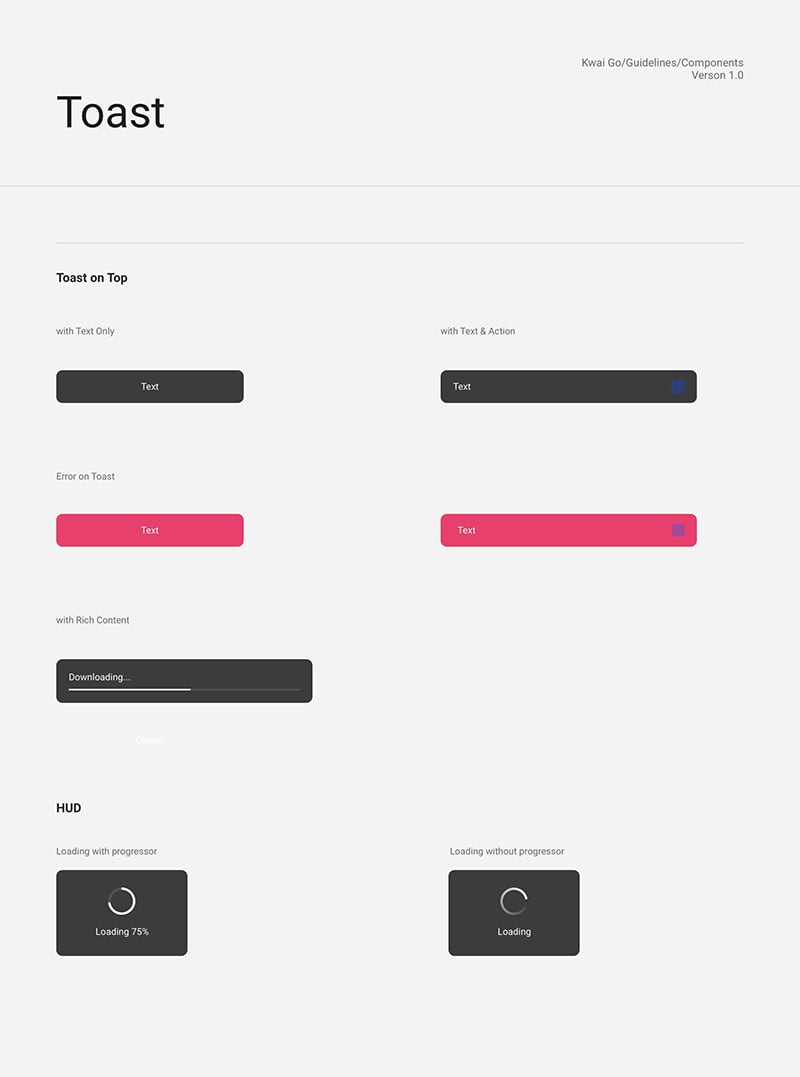 Kwai Go/Guidelines/Components
Verson 1.0
Toast
Toast on Top
with Text Only
with Text & Action
Text
Text
Error on Toast
Text
Text
with Rich Content
Downloading...
Copied
HUD
Loading with progressor
Loading without progressor
Loading 75%
Loading